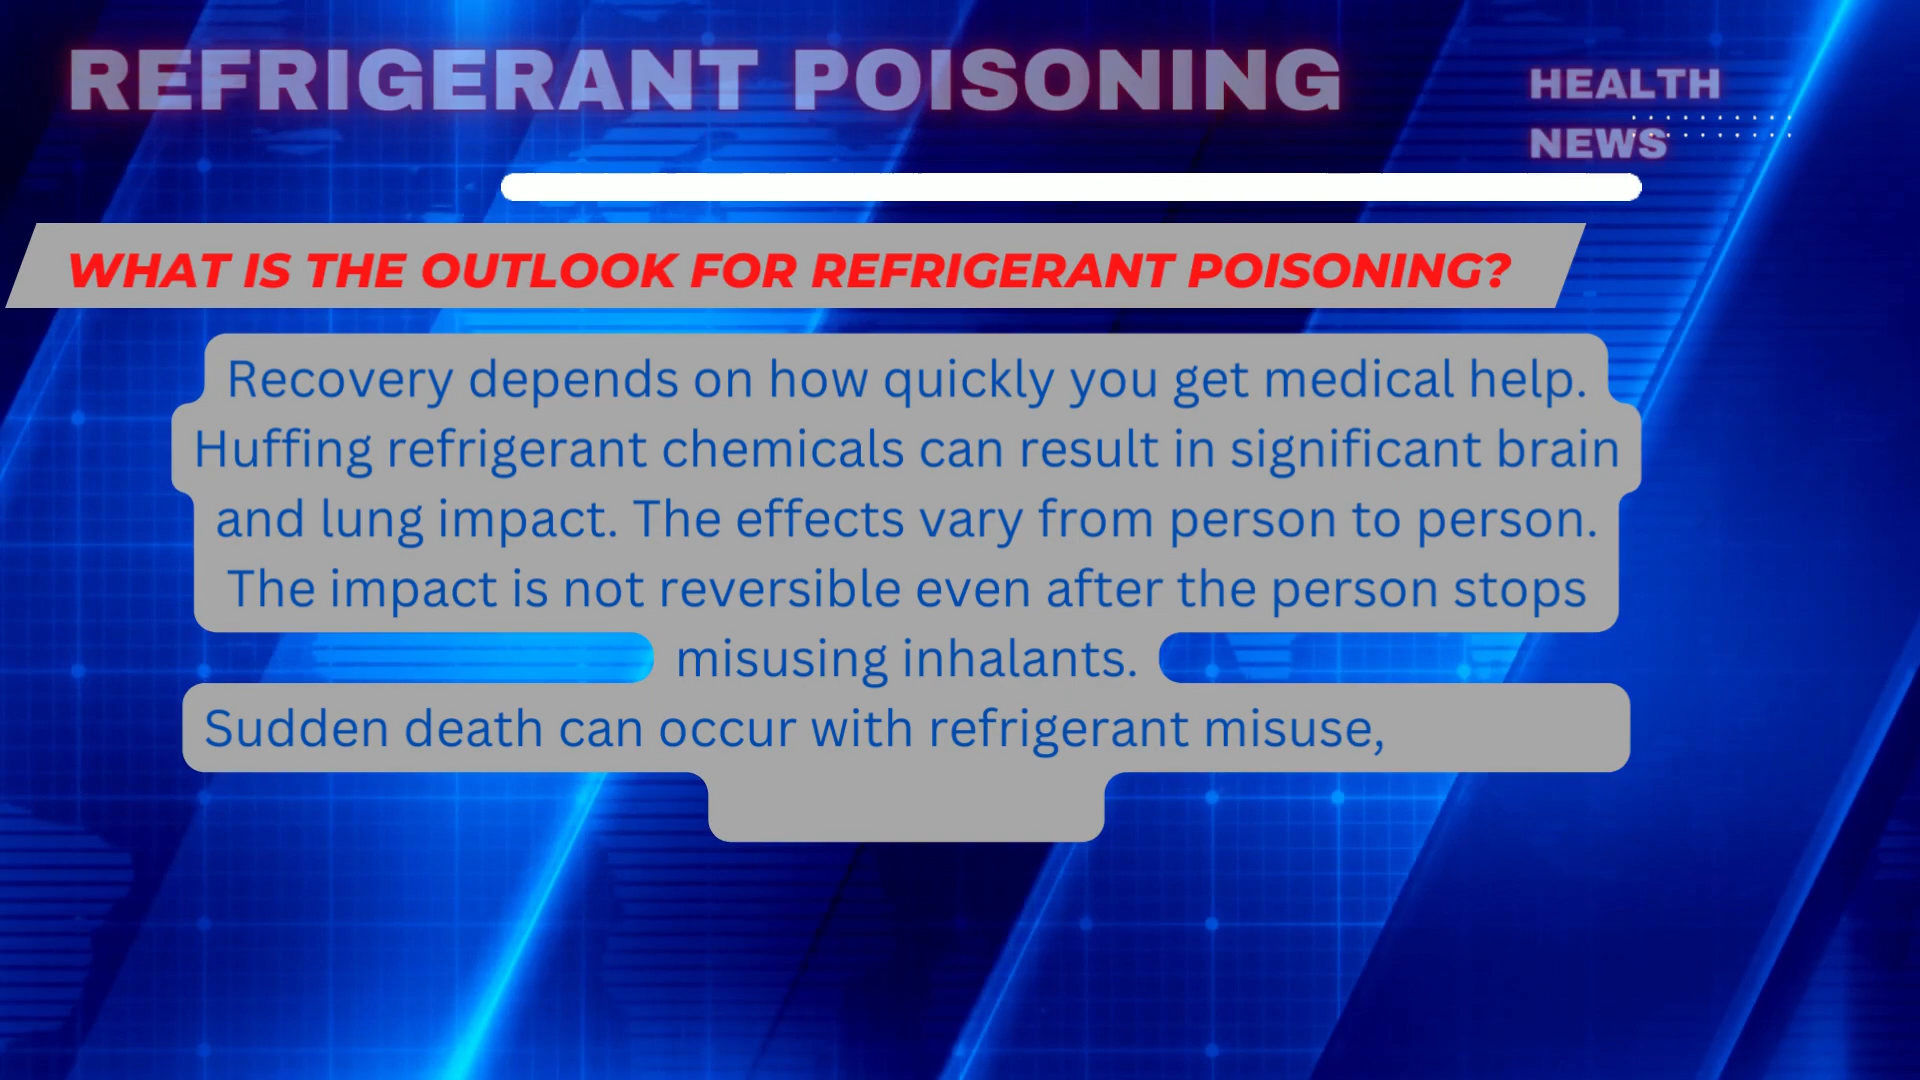 REFRIGERANT POISONING
HEALTH
NEWS
WHAT IS THE OUTLOOK FOR REFRIGERANT POISONING?
Recovery depends on how quickly you get medical help.
Huffing refrigerant chemicals can result in significant brain
and lung impact. The effects vary from person to person.
The impact is not reversible even after the person stops
misusing inhalants.
Sudden death can occur with refrigerant misuse,